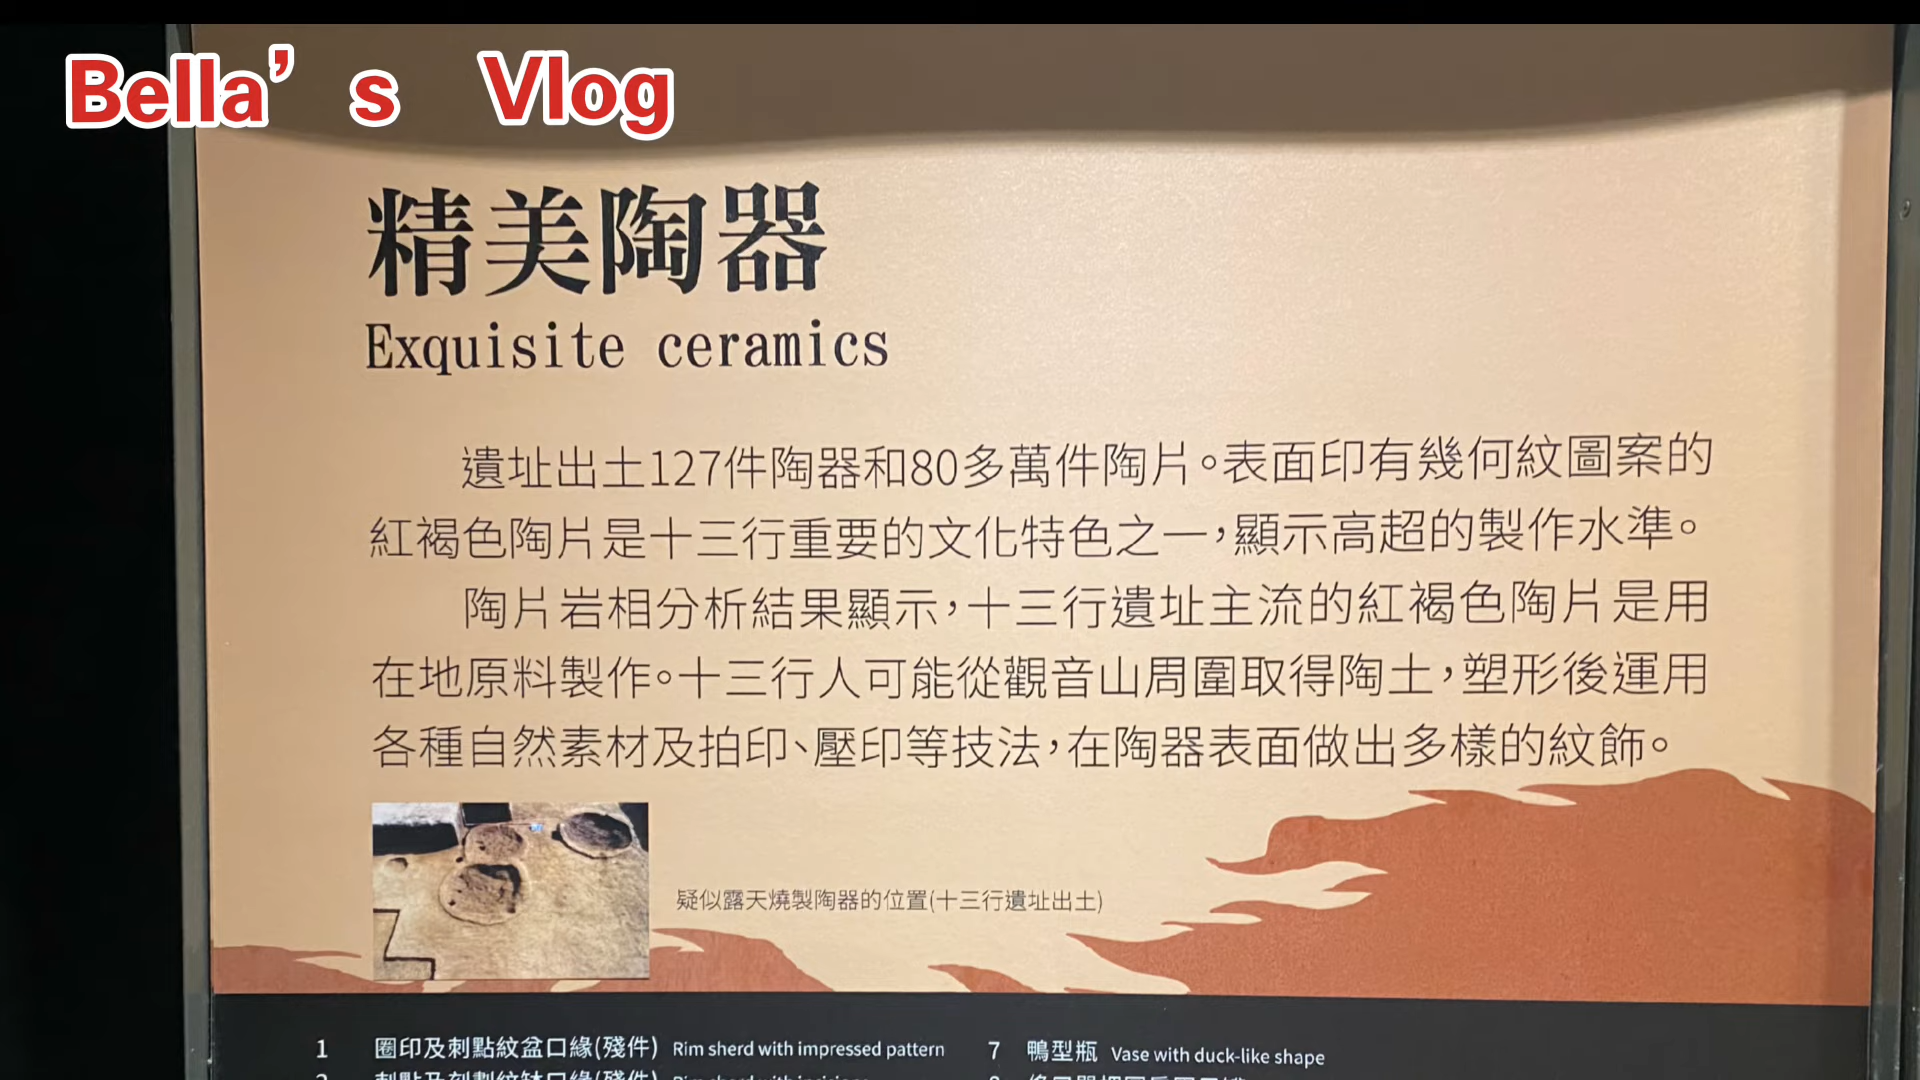 Bella’s Vlog
精美陶器
Exquisite ceramics
遺址出土127件陶器和80多萬件陶片。表面印有幾何紋圖案的
紅褐色陶片是十三行重要的文化特色之一，顯示高超的製作水準。
陶片岩相分析結果顯示，十三行遺址主流的紅褐色陶片是用
在地原料製作。十三行人可能從觀音山周圍取得陶土，塑形後運用
各種自然素材及拍印、壓印等技法，在陶器表面做出多樣的紋飾。
疑似露天燒製陶器的位置(十三行遺址出土)
1 圈印及刺點紋盆口緣(殘件) Rim sherd with impressed pattern
7 鴨型瓶 Vase with duck-like shape